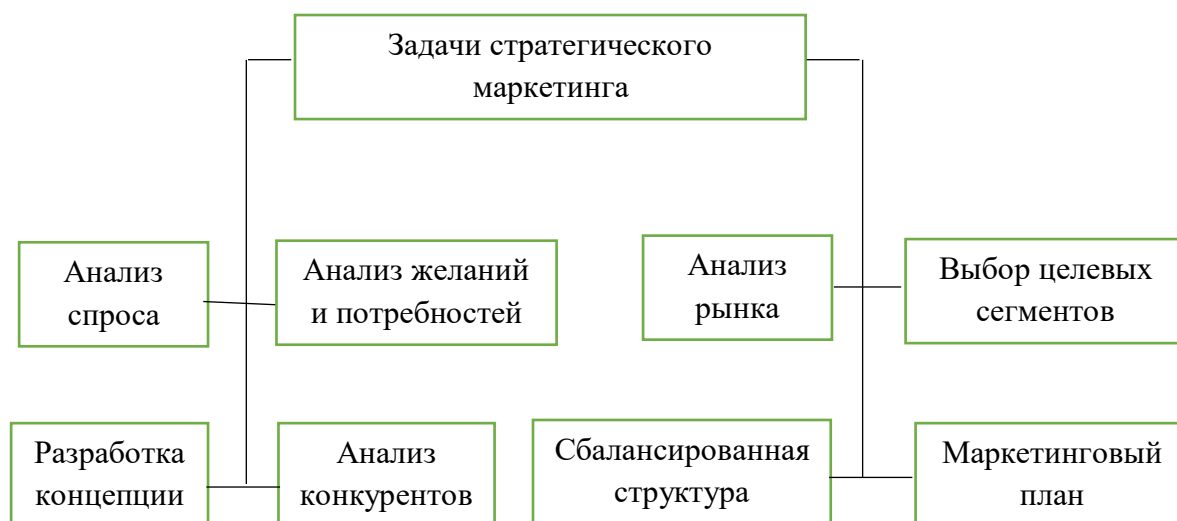 Задачи стратегического
маркетинга
Анализ
спроса
Анализ желаний
и потребностей
Анализ
рынка
Выбор целевых
сегментов
Разработка
концепции
Анализ
конкурентов
Сбалансированная
структура
Маркетинговый
план